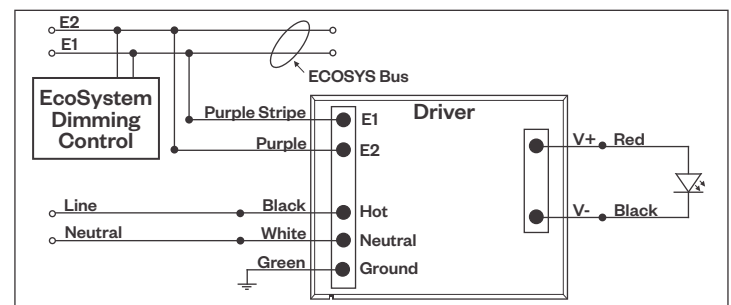 E2
E1
ECOSYS Bus
EcoSystem
Dimming
Control
Driver
Purple Stripe
E1
Purple
E2
V+
Red
Line
Black
Hot
V-
Black
Neutral
White
Neutral
Green
Ground